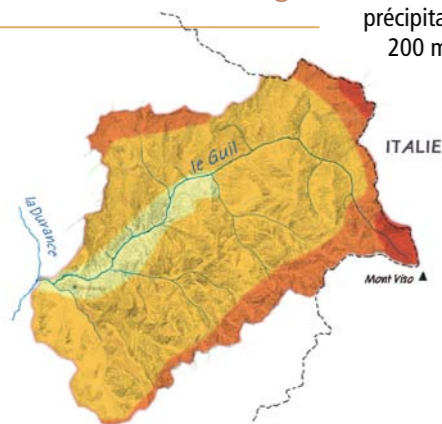 précipita
200 m
ITALIE
le Guil
la Durance
Mont Viso